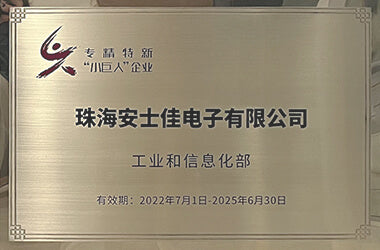 专精特新
“小巨人”企业
珠海安士佳电子有限公司
工业和信息化部
有效期：2022年7月1日-2025年6月30日